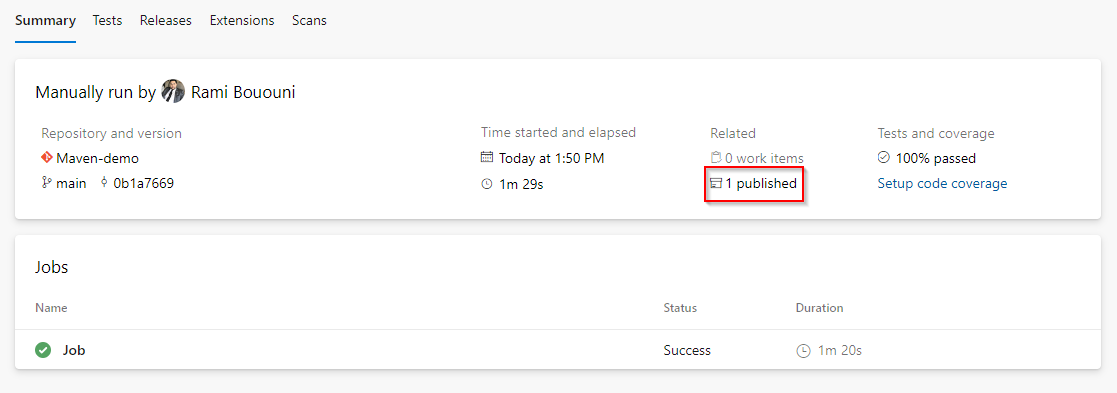 Summary Tests Releases Extensions Scans
Manually run by Rami Bououni
Repository and version Time started and elapsed Related Tests and coverage
Maven-demo Today at 1:50 PM 0 work items 100% passed
main 0b1a7669 1m 29s 1 published Setup code coverage
Jobs
Name Status Duration
Job Success 1m 20s